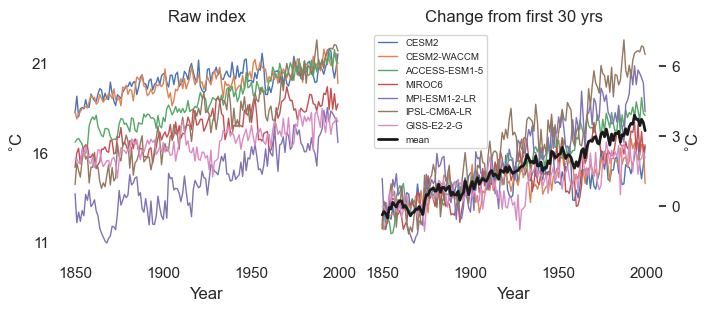 Raw index
Change from first 30 yrs
21
16
11
°C
1850
1900
1950
2000
Year
CESM2
CESM2-WACCM
ACCESS-ESM1-5
MIROC6
MPI-ESM1-2-LR
IPSL-CM6A-LR
GISS-E2-2-G
mean
6
3
0
°C
1850
1900
1950
2000
Year